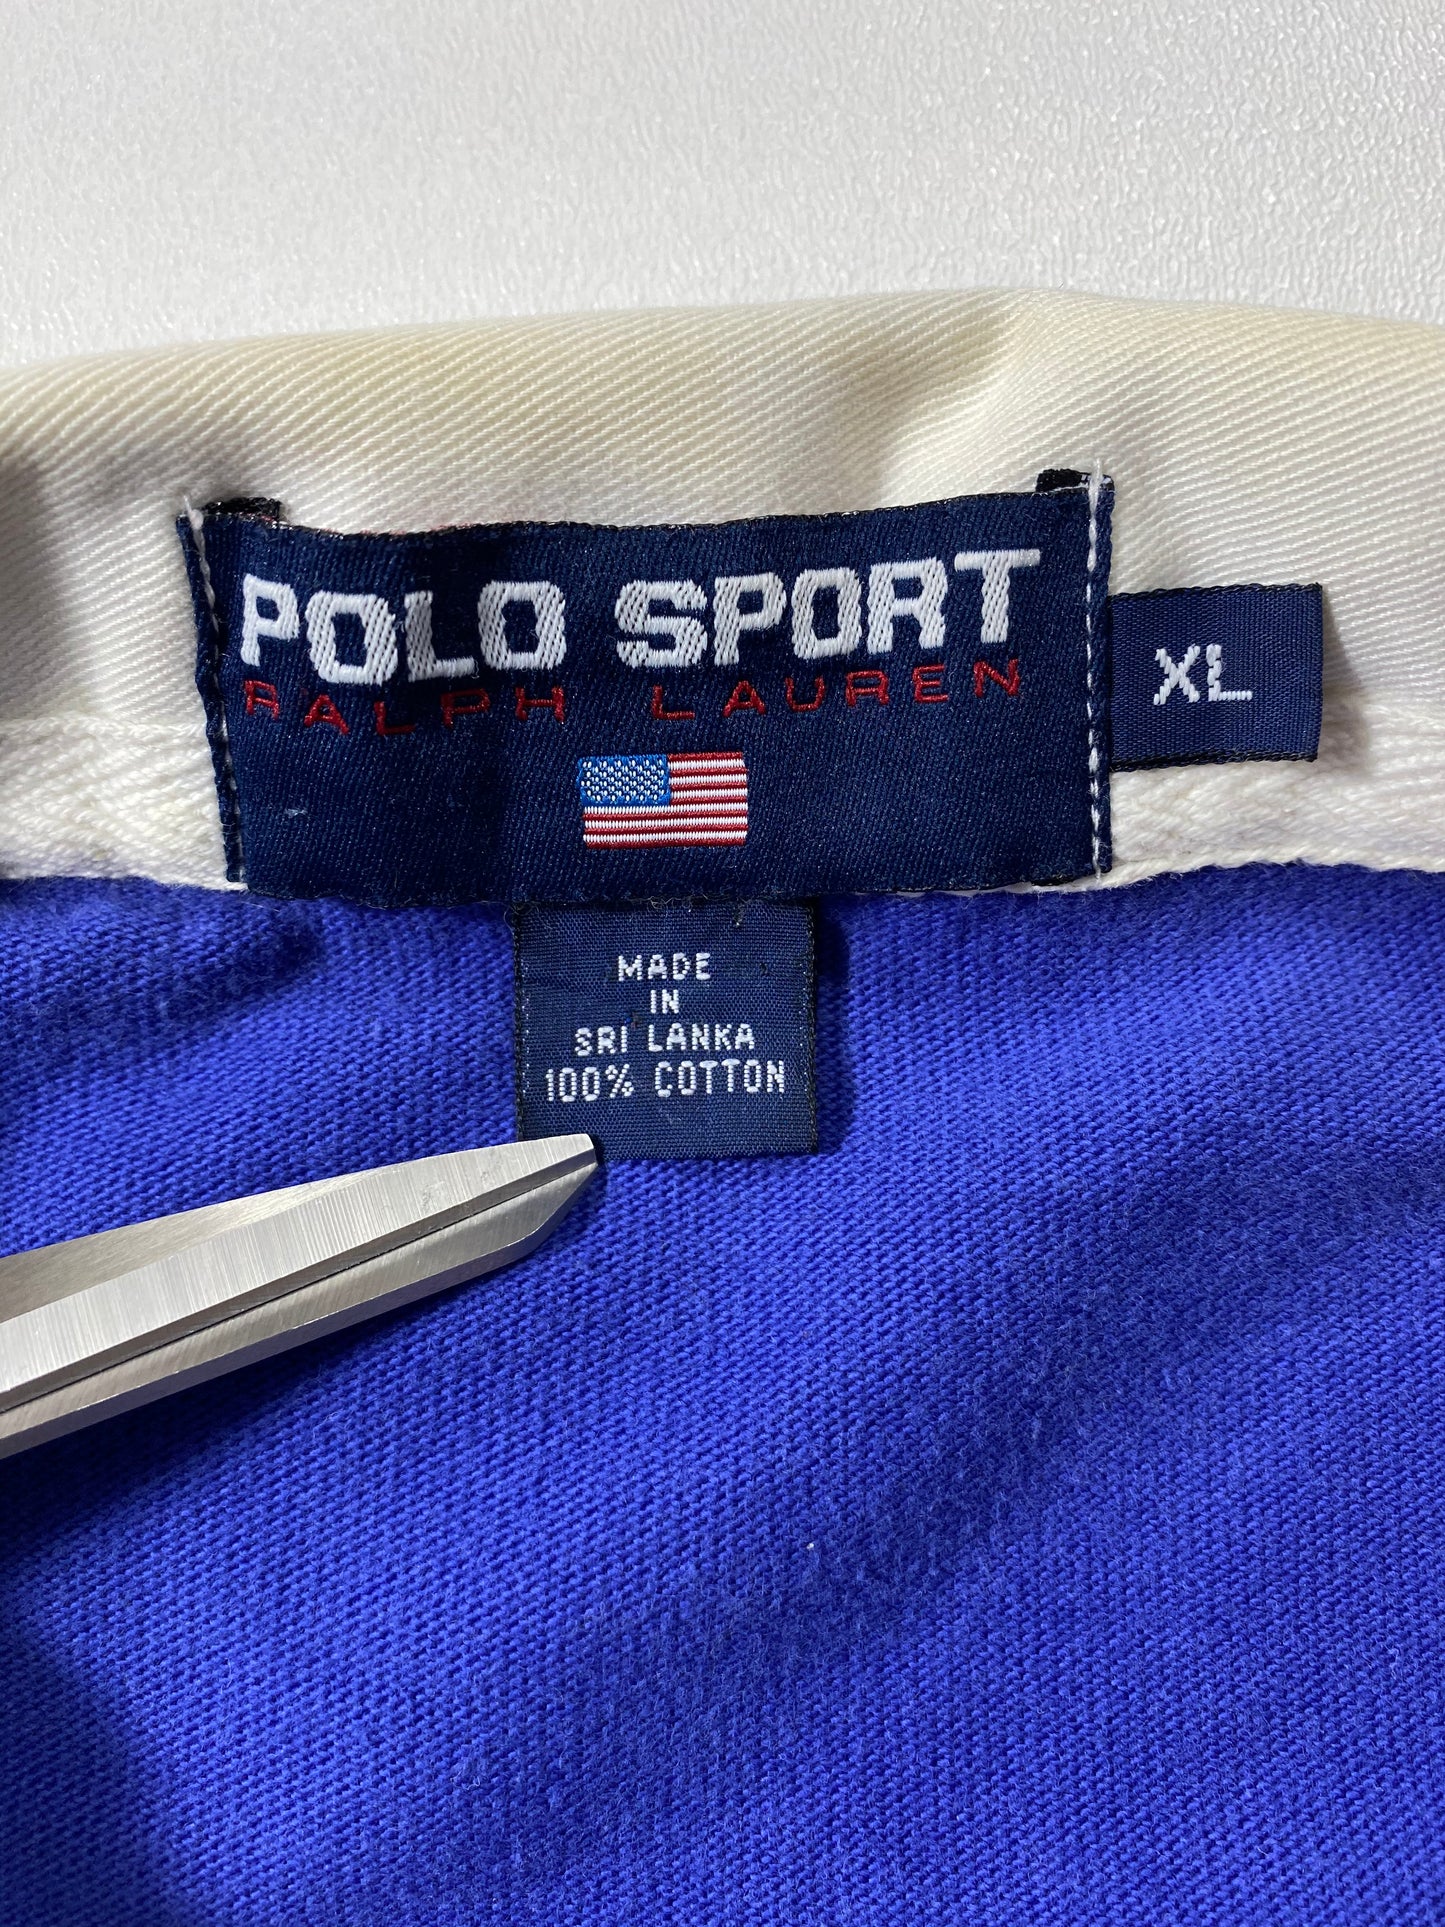 POLO SPORT
RALPH LAUREN
XL
MADE
IN
SRI LANKA
100% COTTON